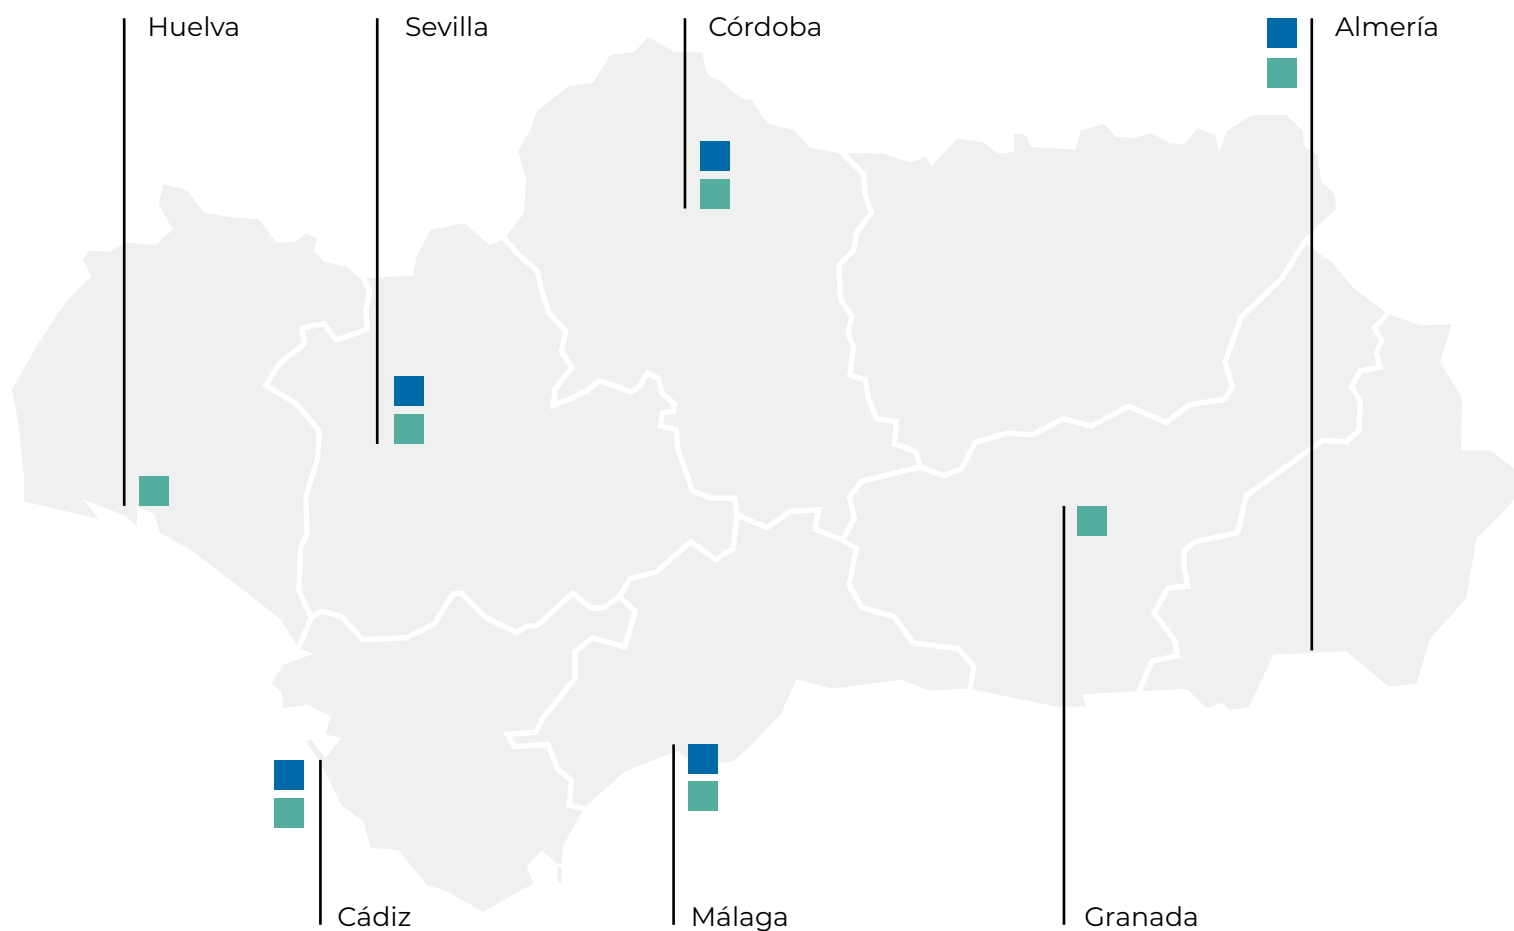 Huelva
Sevilla
Córdoba
Almería
Cádiz
Málaga
Granada